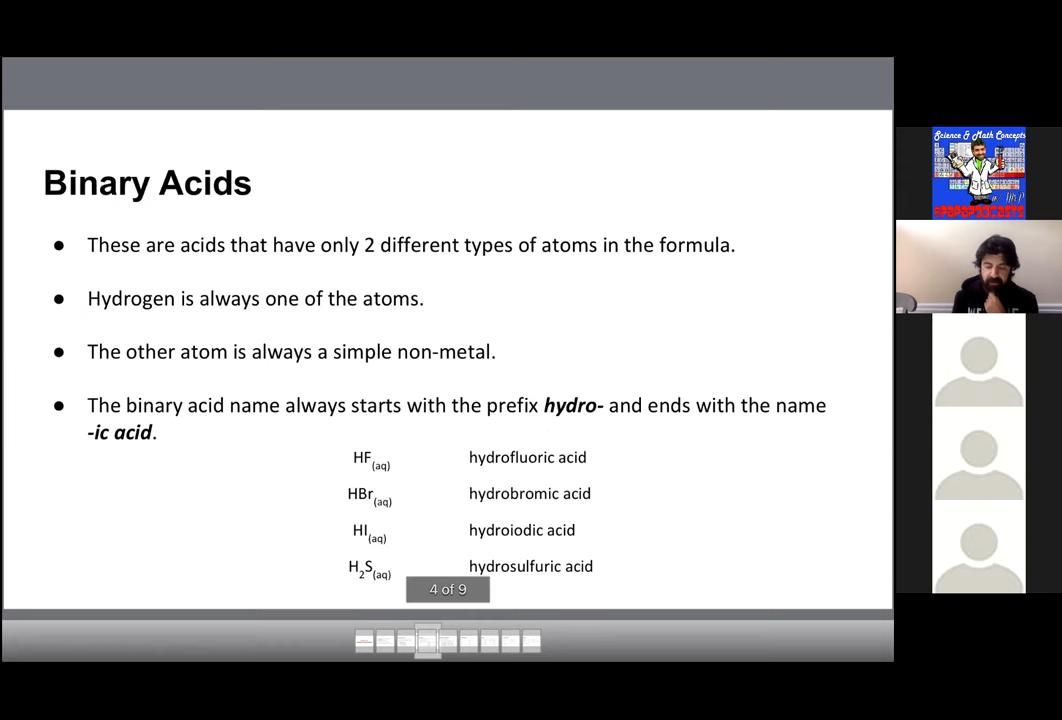 Binary Acids
● These are acids that have only 2 different types of atoms in the formula.
● Hydrogen is always one of the atoms.
● The other atom is always a simple non-metal.
● The binary acid name always starts with the prefix hydro- and ends with the name
-ic acid.
HF(aq) hydrofluoric acid
HBr(aq) hydrobromic acid
HI(aq) hydroiodic acid
H2S(aq) hydrosulfuric acid
4 of 9
Science & Math Concepts